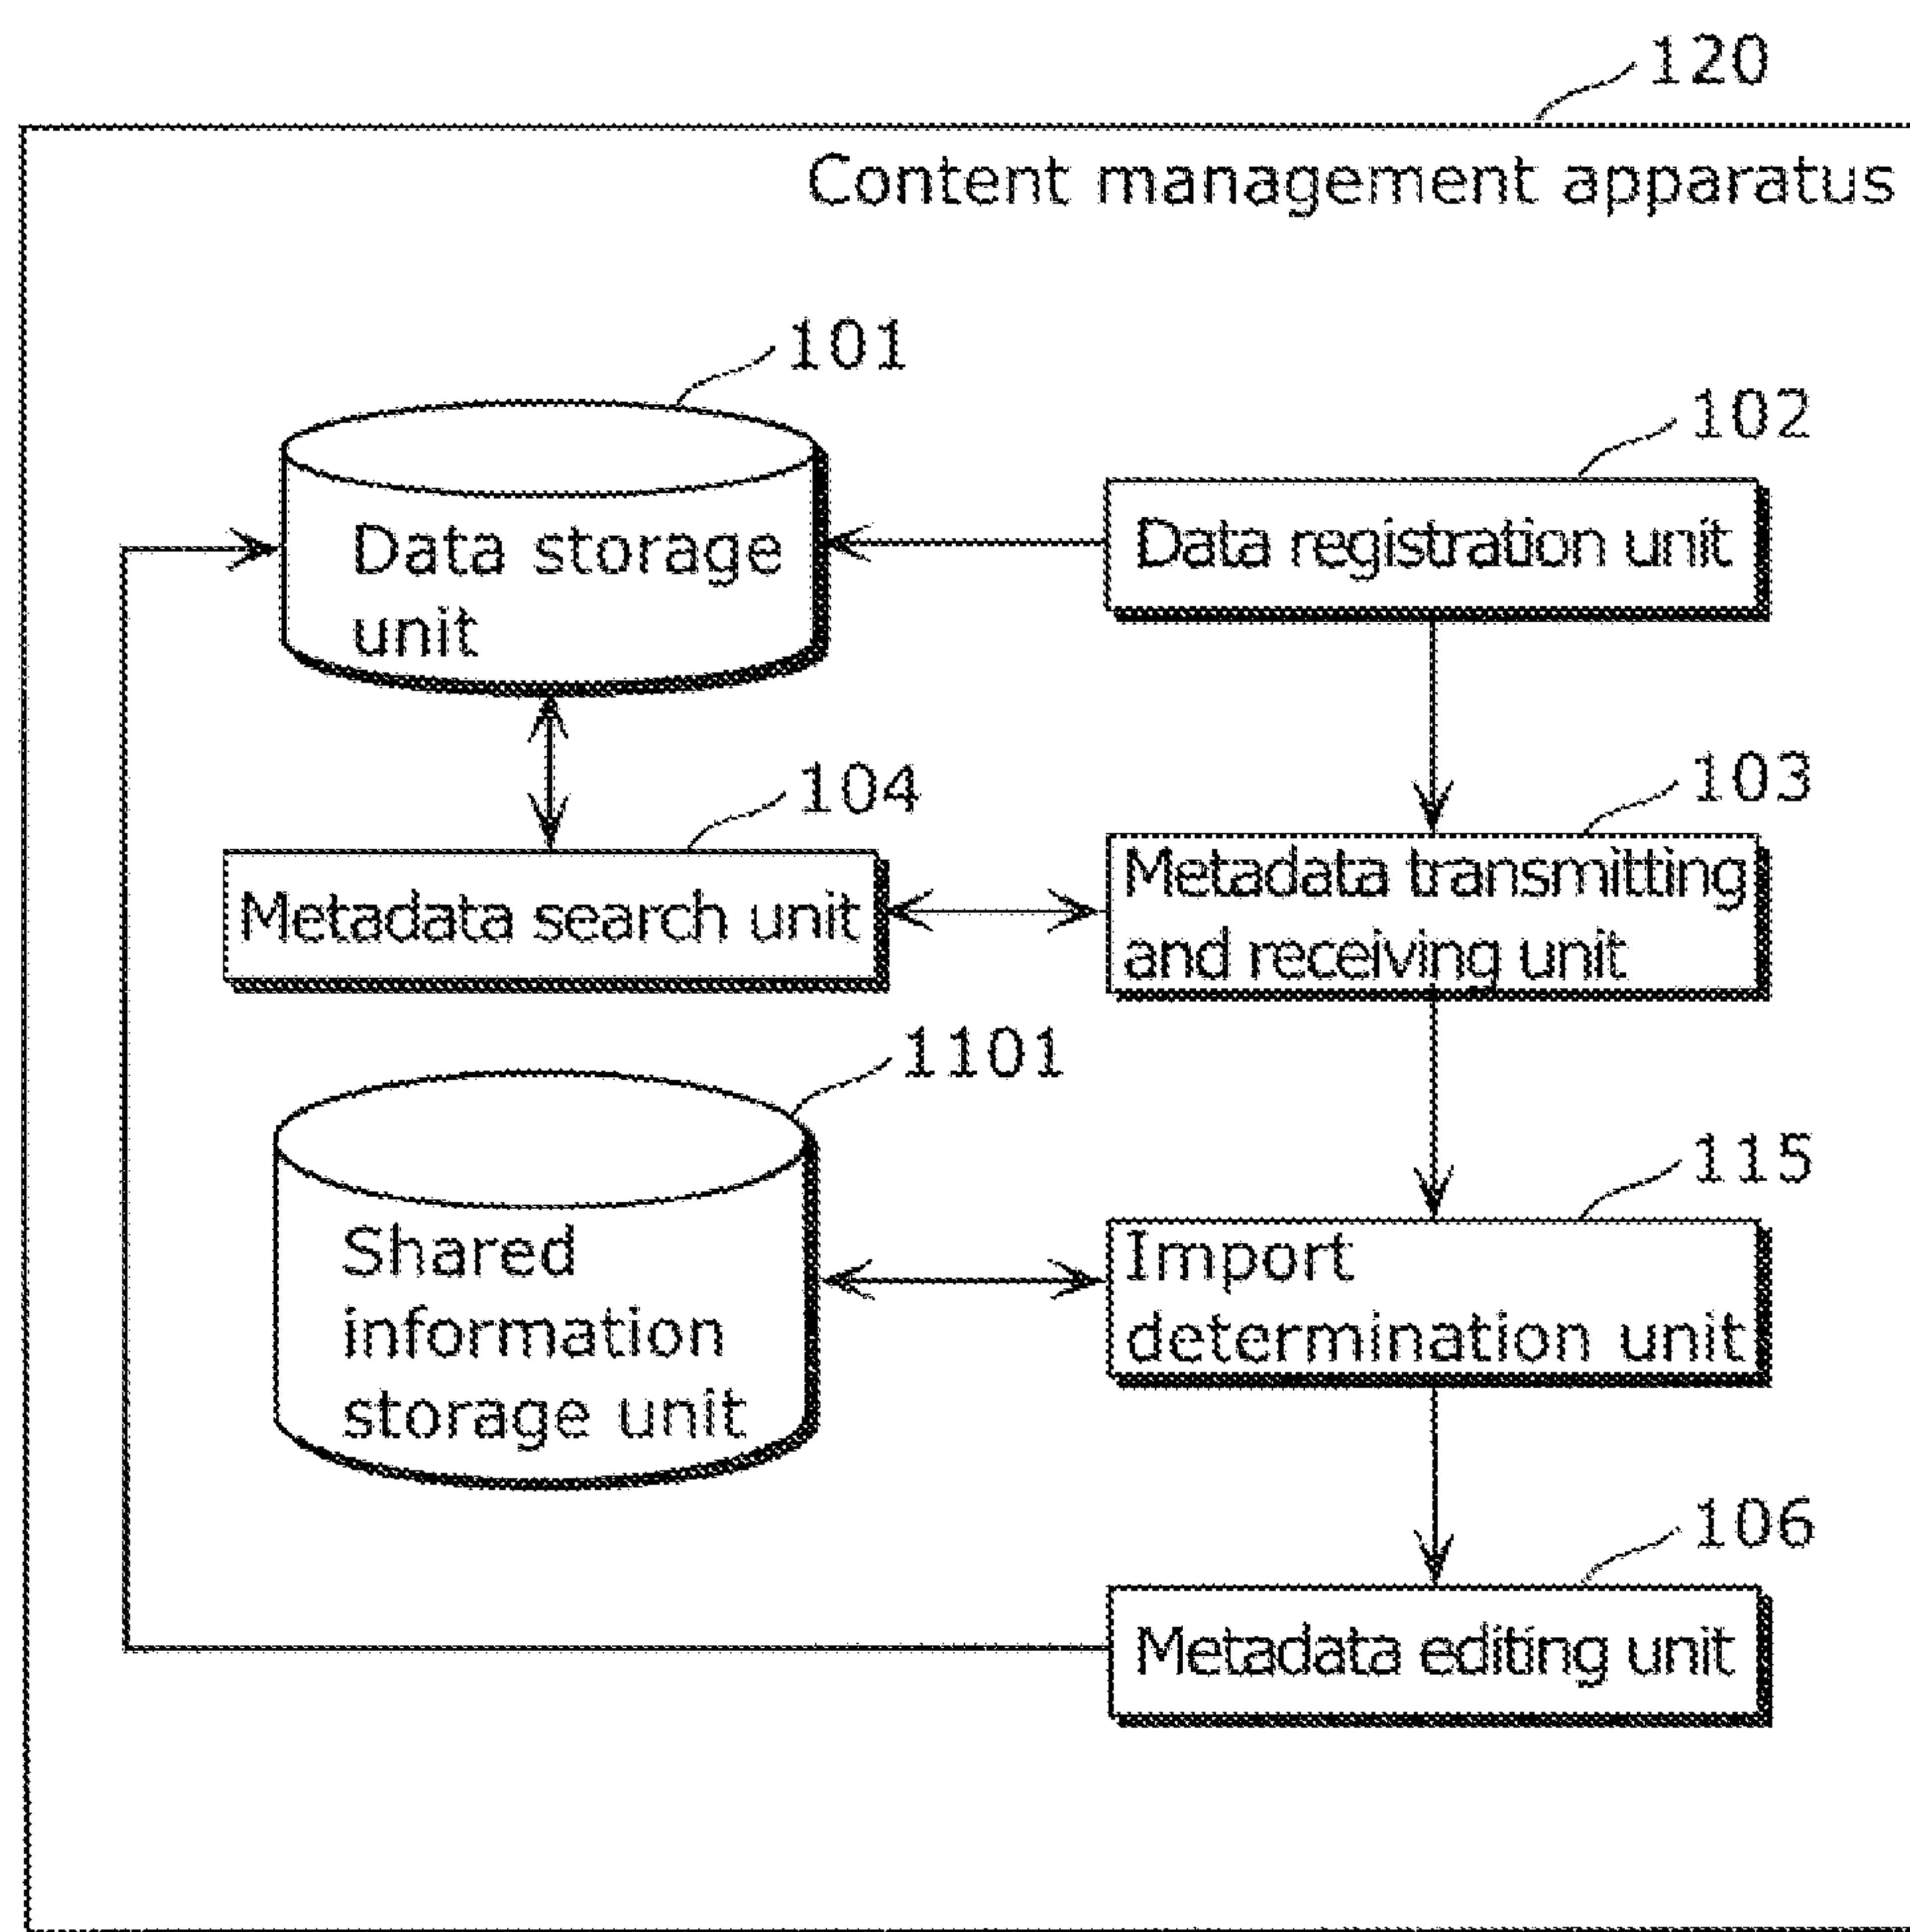 120
Content management apparatus
101
Data storage
unit
102
Data registration unit
104
Metadata search unit
103
Metadata transmitting
and receiving unit
1101
Shared
information
storage unit
115
Import
determination unit
106
Metadata editing unit